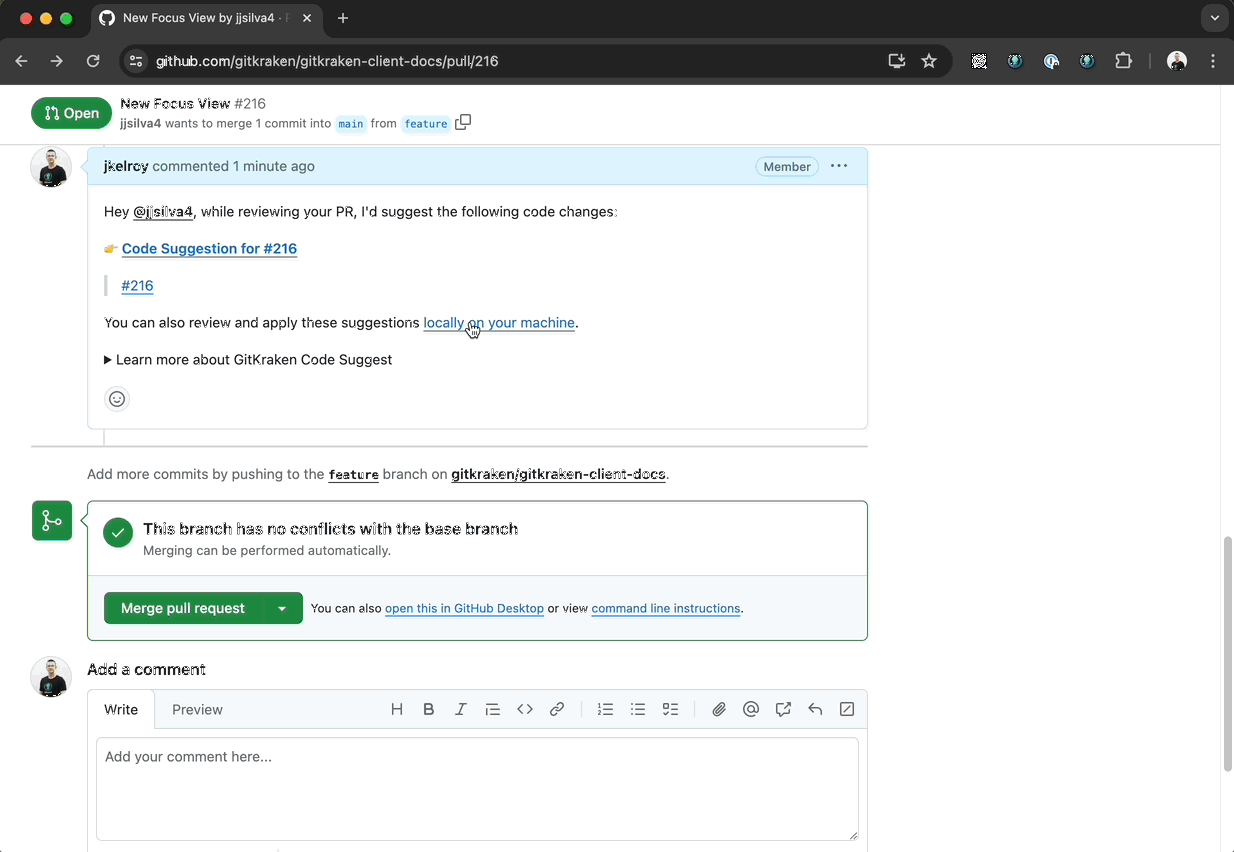 New Focus View by jjsilva4 ·
github.com/gitkraken/gitkraken-client-docs/pull/216
Open
New Focus View #216
jjsilva4 wants to merge 1 commit into main from feature
jkelroy commented 1 minute ago
Member
Hey @jjsilva4, while reviewing your PR, I'd suggest the following code changes:
👉 Code Suggestion for #216
#216
You can also review and apply these suggestions locally on your machine.
Learn more about GitKraken Code Suggest
Add more commits by pushing to the feature branch on gitkraken/gitkraken-client-docs.
This branch has no conflicts with the base branch
Merging can be performed automatically.
Merge pull request
You can also open this in GitHub Desktop or view command line instructions.
Add a comment
Write
Preview
Add your comment here...